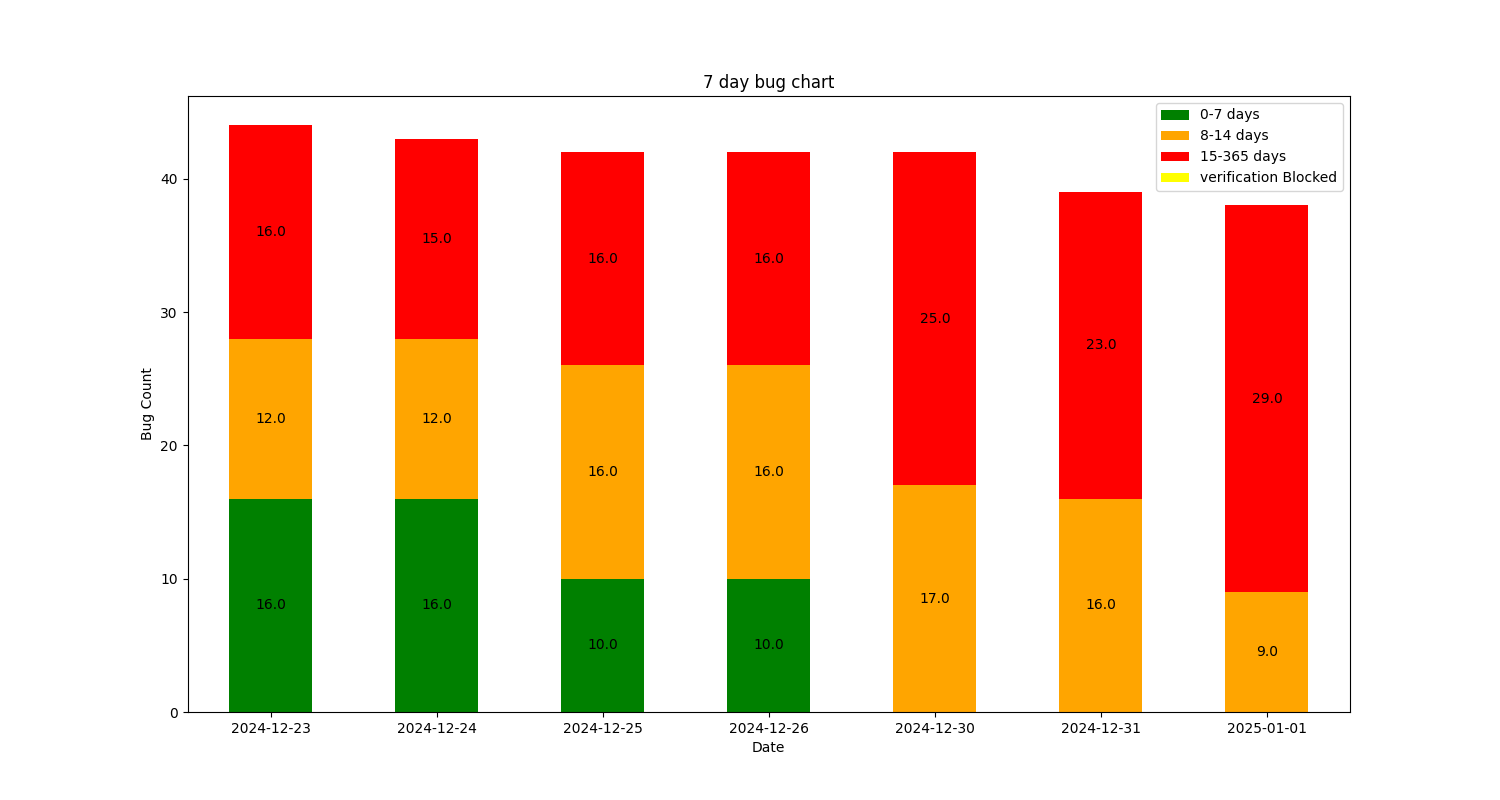 7 day bug chart
0-7 days
8-14 days
15-365 days
verification Blocked
Bug Count
40
30
20
10
0
16.0
12.0
16.0
15.0
12.0
16.0
16.0
16.0
10.0
16.0
16.0
10.0
25.0
17.0
23.0
16.0
29.0
9.0
2024-12-23 2024-12-24 2024-12-25 2024-12-26 2024-12-30 2024-12-31 2025-01-01
Date